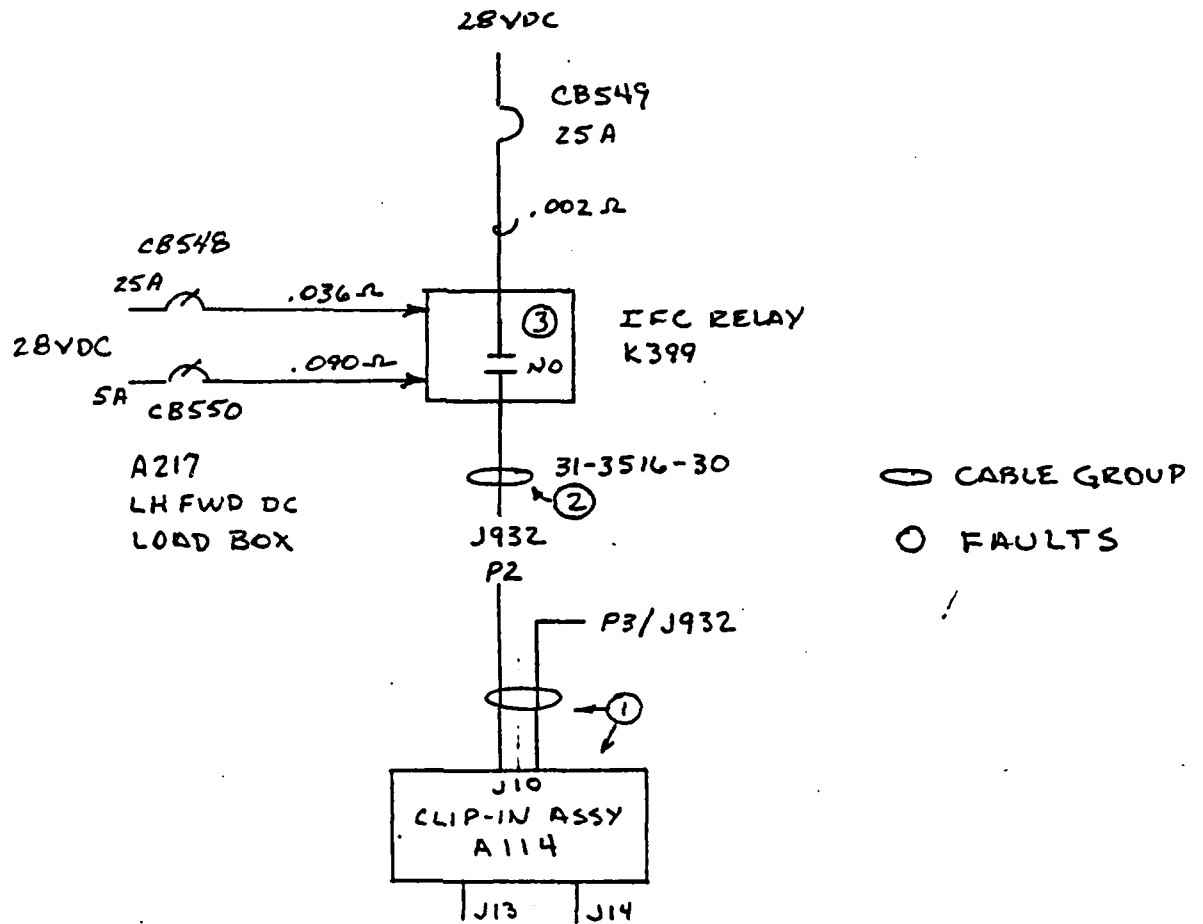 28VDC
CB549
25A
.002Ω
CB548
25A
.036Ω
28VDC
.090Ω
5A
CB550
3
NO
IFC RELAY
K399
A217
LH FWD DC
LOAD BOX
31-3516-30
2
J932
P2
CABLE GROUP
FAULTS
P3/J932
1
J10
CLIP-IN ASSY
A114
J13
J14